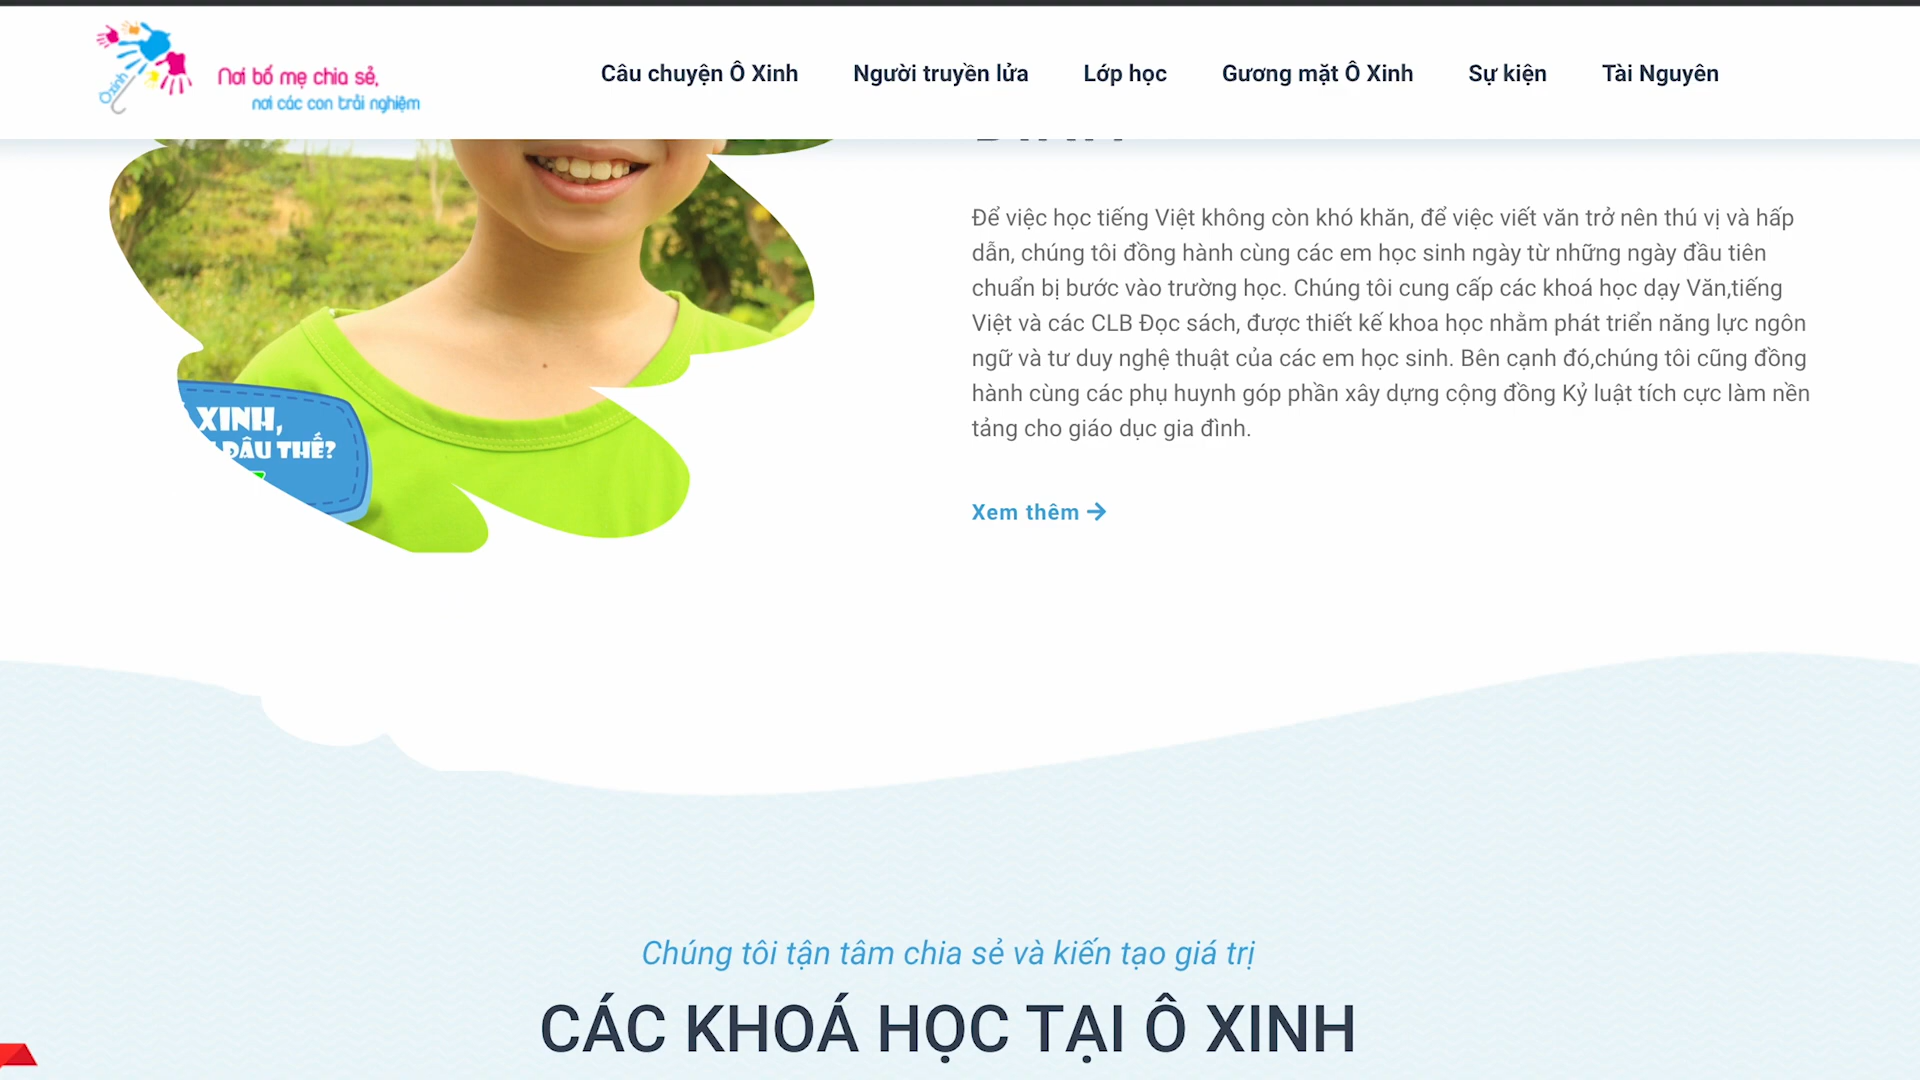 Ô xinh
Nơi bố mẹ chia sẻ,
nơi các con trải nghiệm
Câu chuyện Ô Xinh
Người truyền lửa
Lớp học
Gương mặt Ô Xinh
Sự kiện
Tài Nguyên
Để việc học tiếng Việt không còn khó khăn, để việc viết văn trở nên thú vị và hấp
dẫn, chúng tôi đồng hành cùng các em học sinh ngày từ những ngày đầu tiên
chuẩn bị bước vào trường học. Chúng tôi cung cấp các khoá học dạy Văn,tiếng
Việt và các CLB Đọc sách, được thiết kế khoa học nhằm phát triển năng lực ngôn
ngữ và tư duy nghệ thuật của các em học sinh. Bên cạnh đó,chúng tôi cũng đồng
hành cùng các phụ huynh góp phần xây dựng cộng đồng Kỷ luật tích cực làm nền
tảng cho giáo dục gia đình.
XINH,
ĐÂU THẾ?
Xem thêm
Chúng tôi tận tâm chia sẻ và kiến tạo giá trị
CÁC KHOÁ HỌC TẠI Ô XINH